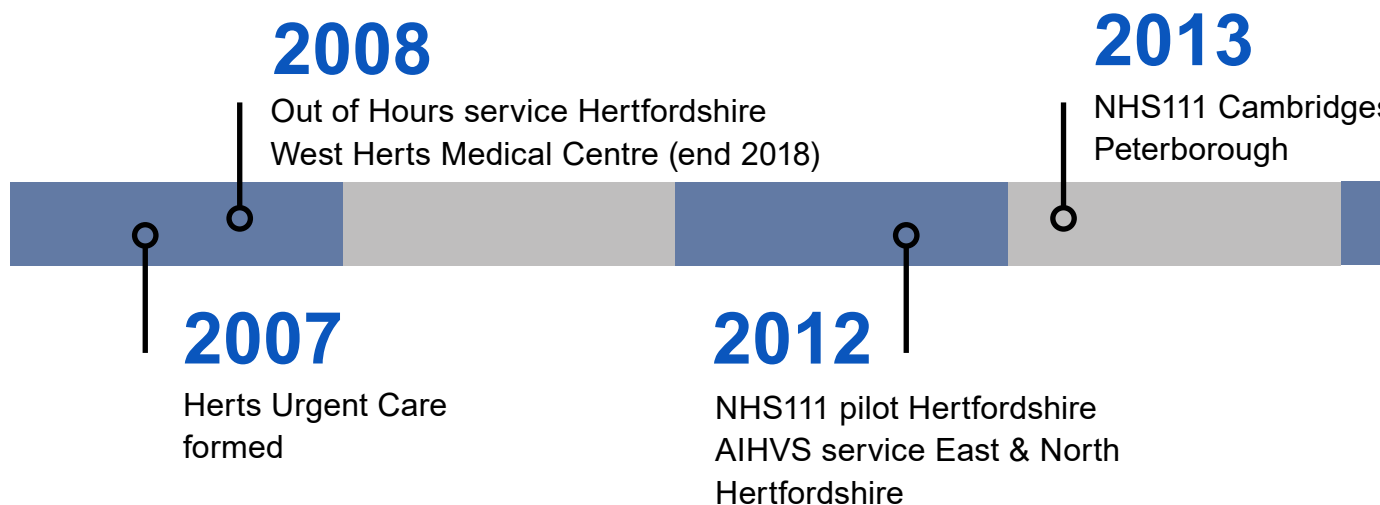 2008
Out of Hours service Hertfordshire
West Herts Medical Centre (end 2018)
2013
NHS111
Peterborough
2007
Herts Urgent Care
formed
2012
NHS111 pilot Hertfordshire
AIHVS service East & North
Hertfordshire